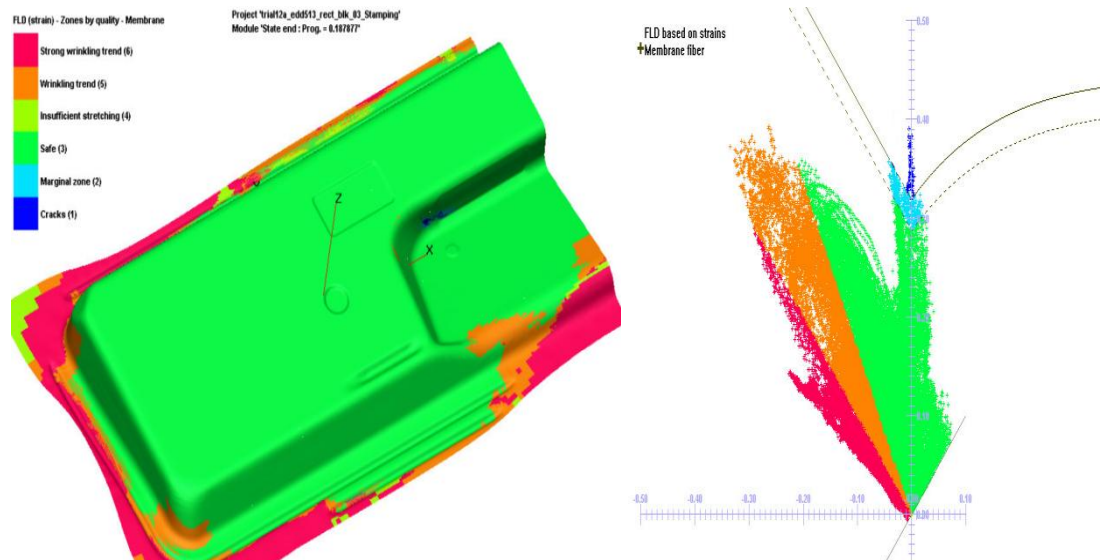 FLD (strain) - Zones by quality - Membrane
Project 'trial12a_edd513_rect_blk_03_Stamping'
Module 'State end : Prog. = 0.187877"
Strong wrinkling trend (6)
Wrinkling trend (5)
Insufficient stretching (4)
Safe (3)
Marginal zone (2)
Cracks (1)
Z
X
FLD based on strains
Membrane fiber
0.50
0.40
0.10
-0.50
-0.40
-0.30
-0.20
-0.10
0.10